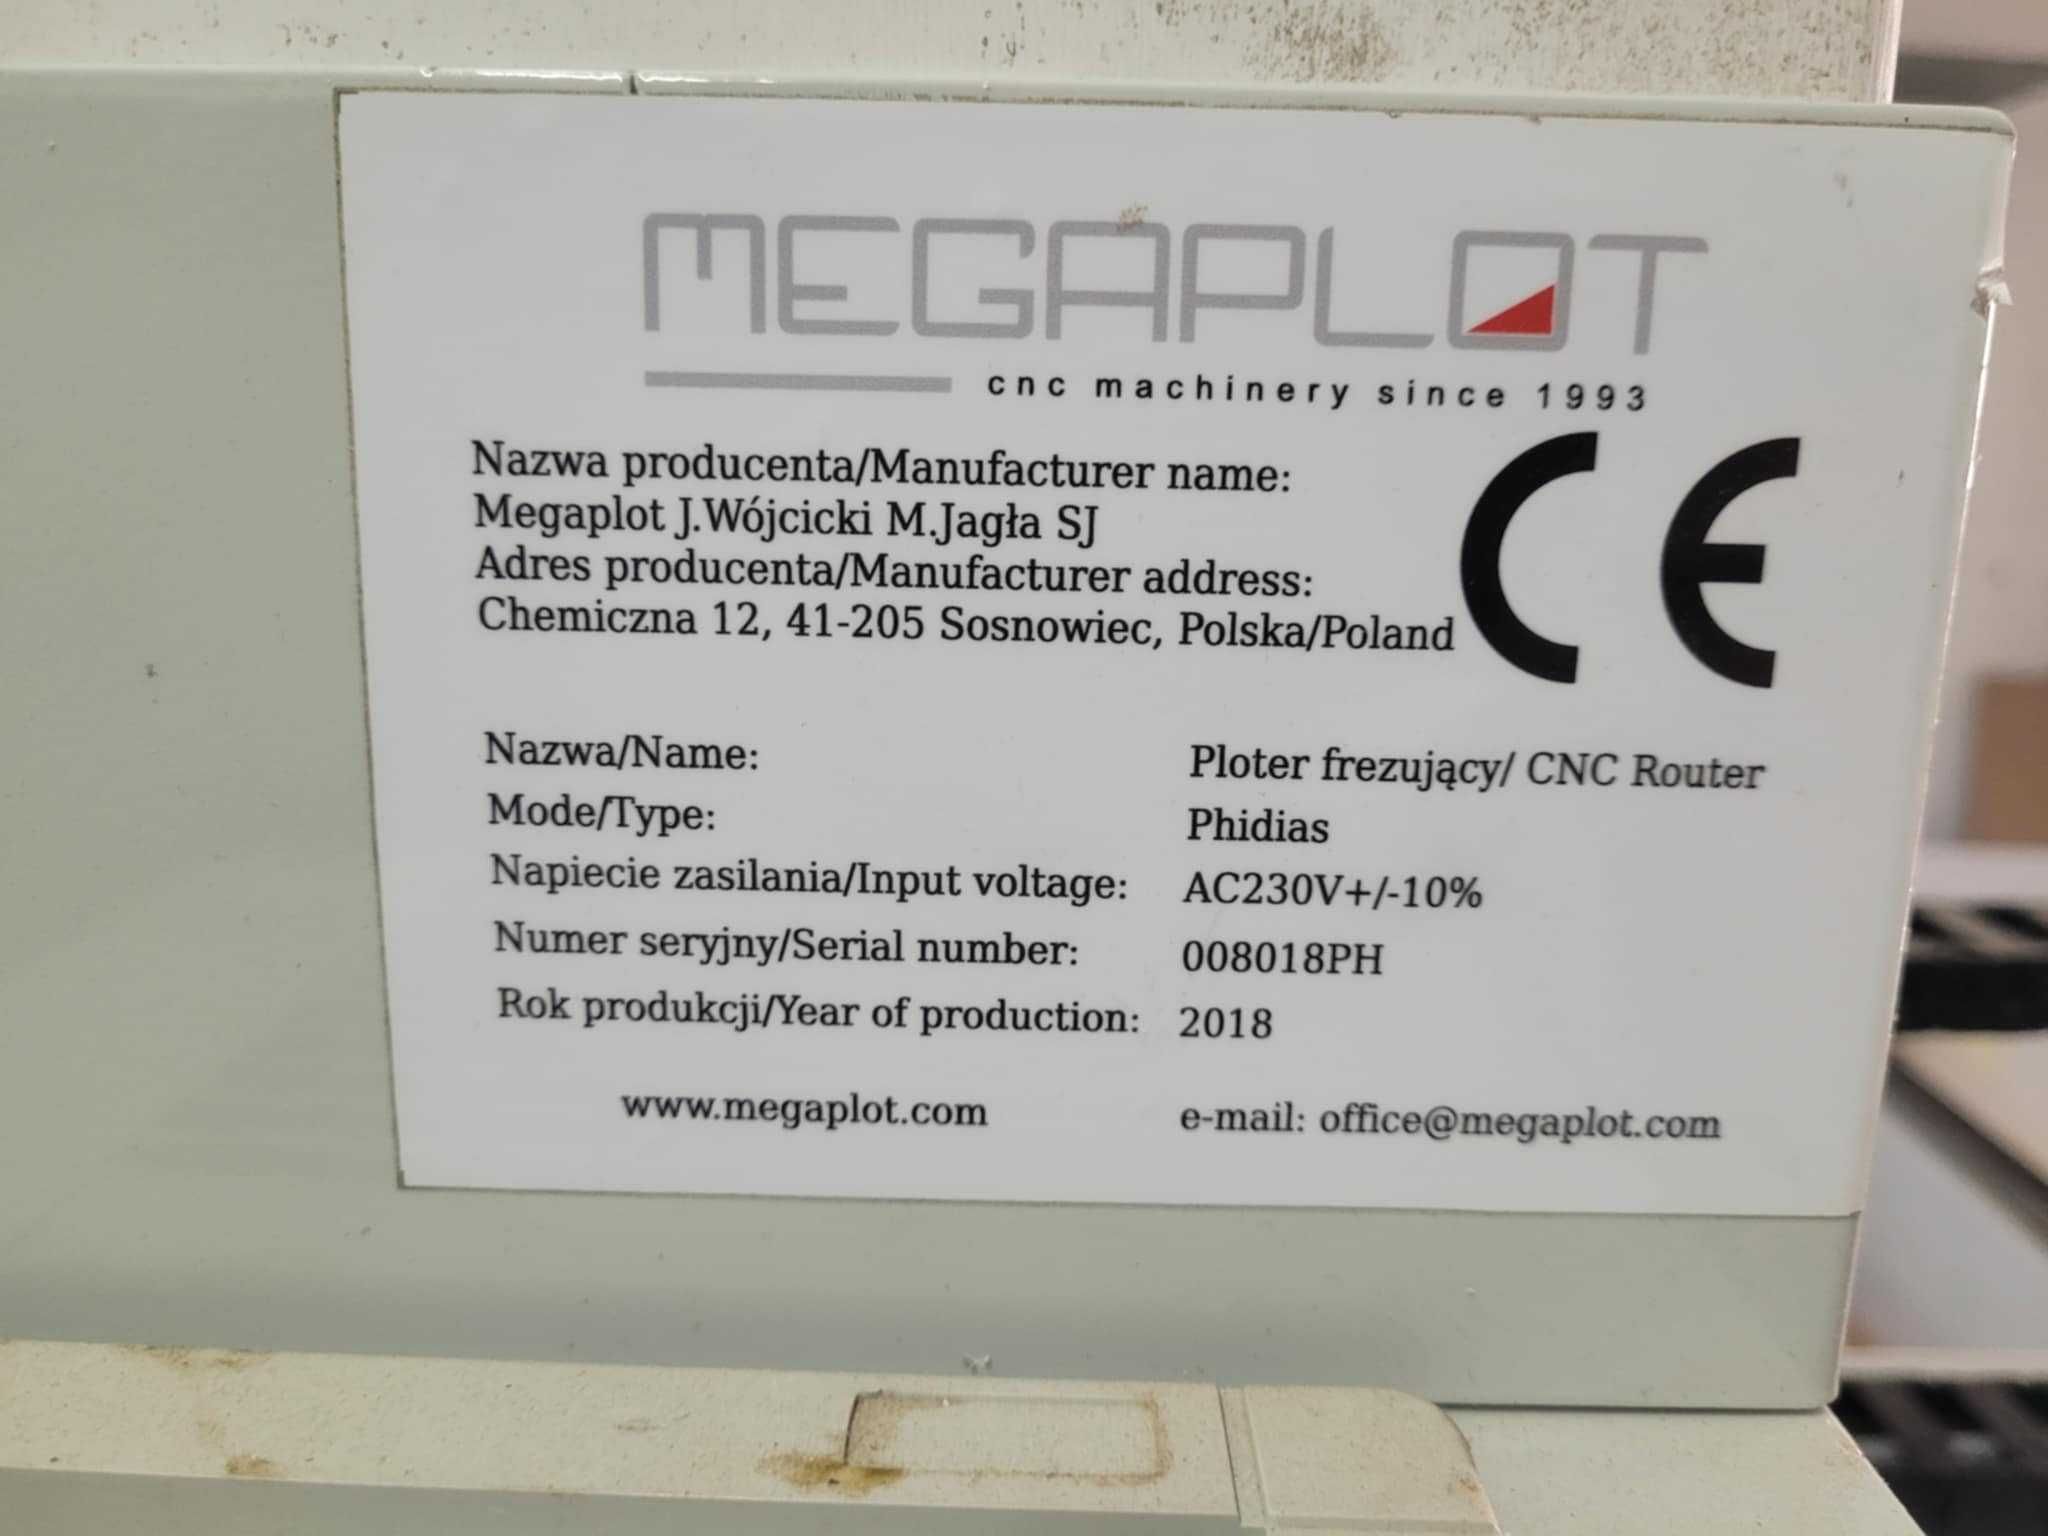 MEGAPLOT
cnc machinery since 1993
Nazwa producenta/Manufacturer name:
Megaplot J.Wójcicki M.Jagła SJ
Adres producenta/Manufacturer address:
Chemiczna 12, 41-205 Sosnowiec, Polska/Poland
CE
Nazwa/Name: Ploter frezujący/ CNC Router
Mode/Type: Phidias
Napiecie zasilania/Input voltage: AC230V+/-10%
Numer seryjny/Serial number: 008018PH
Rok produkcji/Year of production: 2018
www.megaplot.com e-mail: office@megaplot.com